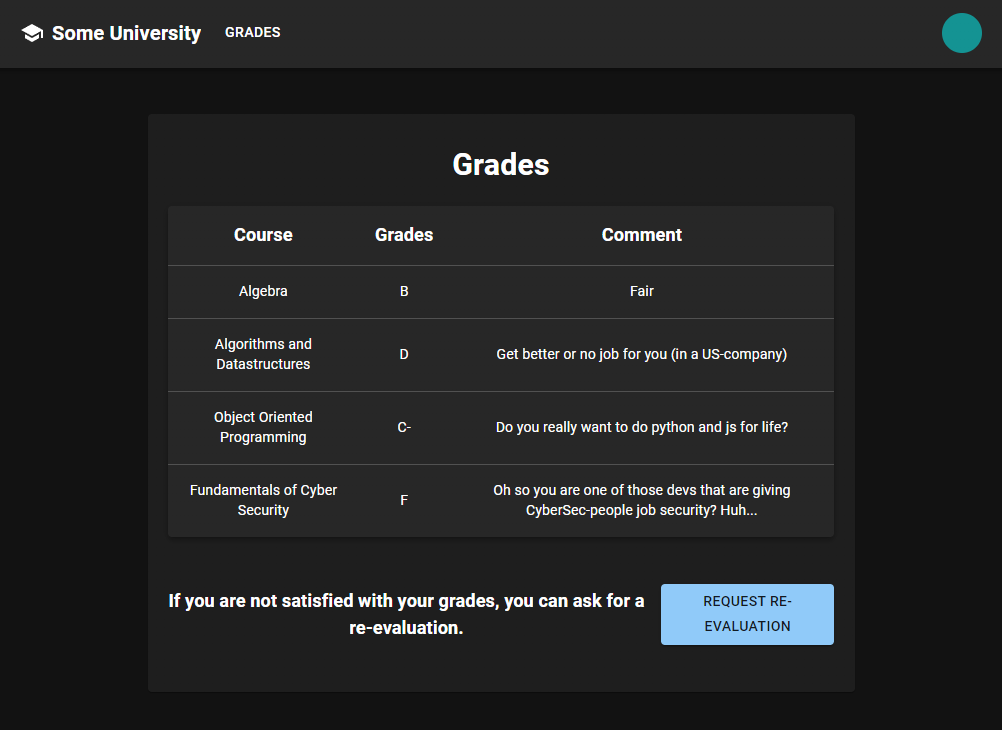 Some University GRADES
Grades
Course Grades Comment
Algebra B Fair
Algorithms and
Datastructures D Get better or no job for you (in a US-company)
Object Oriented
Programming C- Do you really want to do python and js for life?
Fundamentals of Cyber
Security F Oh so you are one of those devs that are giving
CyberSec-people job security? Huh...
If you are not satisfied with your grades, you can ask for a
re-evaluation.
REQUEST RE-
EVALUATION